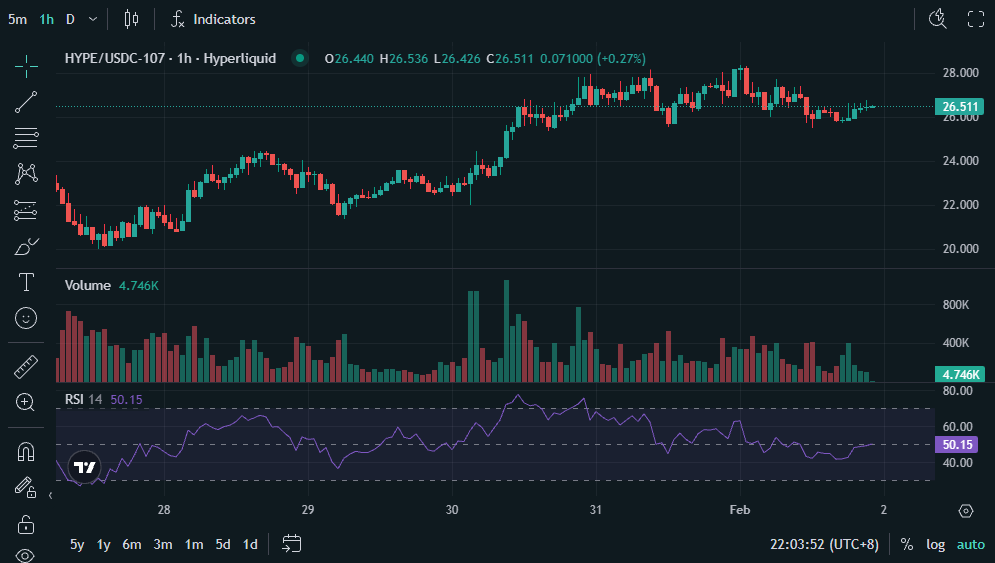 5m 1h D Indicators
HYPE/USDC-107 · 1h · Hyperliquid O26.440 H26.536 L26.426 C26.511 0.071000 (+0.27%)
28.000
26.511
26.000
24.000
22.000
20.000
Volume 4.746K
800K
400K
4.746K
RSI 14 50.15
80.00
60.00
50.15
40.00
28 29 30 31 Feb 2
5y 1y 6m 3m 1m 5d 1d 22:03:52 (UTC+8) % log auto